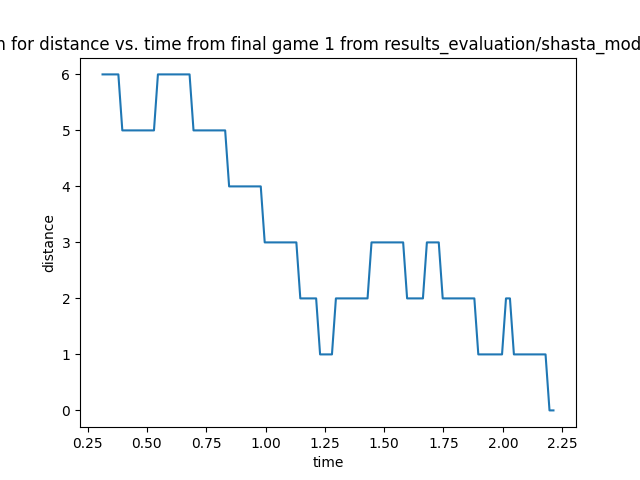 n for distance vs. time from final game 1 from results_evaluation/shasta_mod
6
5
4
3
2
1
0
distance
0.25 0.50 0.75 1.00 1.25 1.50 1.75 2.00 2.25
time